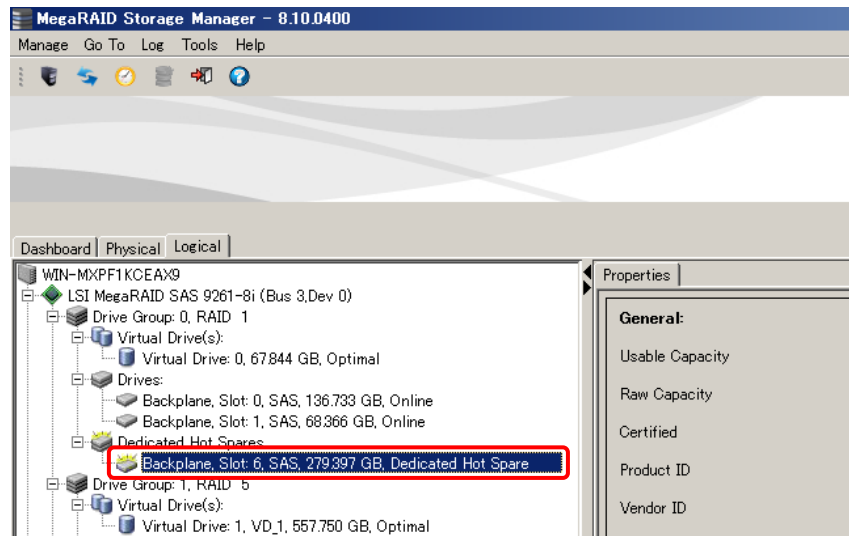 MegaRAID Storage Manager - 8.10.0400
Manage Go To Log Tools Help
Dashboard Physical Logical
WIN-MXPF1KCEAX9
LSI MegaRAID SAS 9261-8i (Bus 3,Dev 0)
Drive Group: 0, RAID 1
Virtual Drive(s):
Virtual Drive: 0, 67.844 GB, Optimal
Drives:
Backplane, Slot: 0, SAS, 136.733 GB, Online
Backplane, Slot: 1, SAS, 68.366 GB, Online
Dedicated Hot Spares
Backplane, Slot: 6, SAS, 279.397 GB, Dedicated Hot Spare
Drive Group: 1, RAID 5
Virtual Drive(s):
Virtual Drive: 1, VD_1, 557.750 GB, Optimal
Properties
General:
Usable Capacity
Raw Capacity
Certified
Product ID
Vendor ID